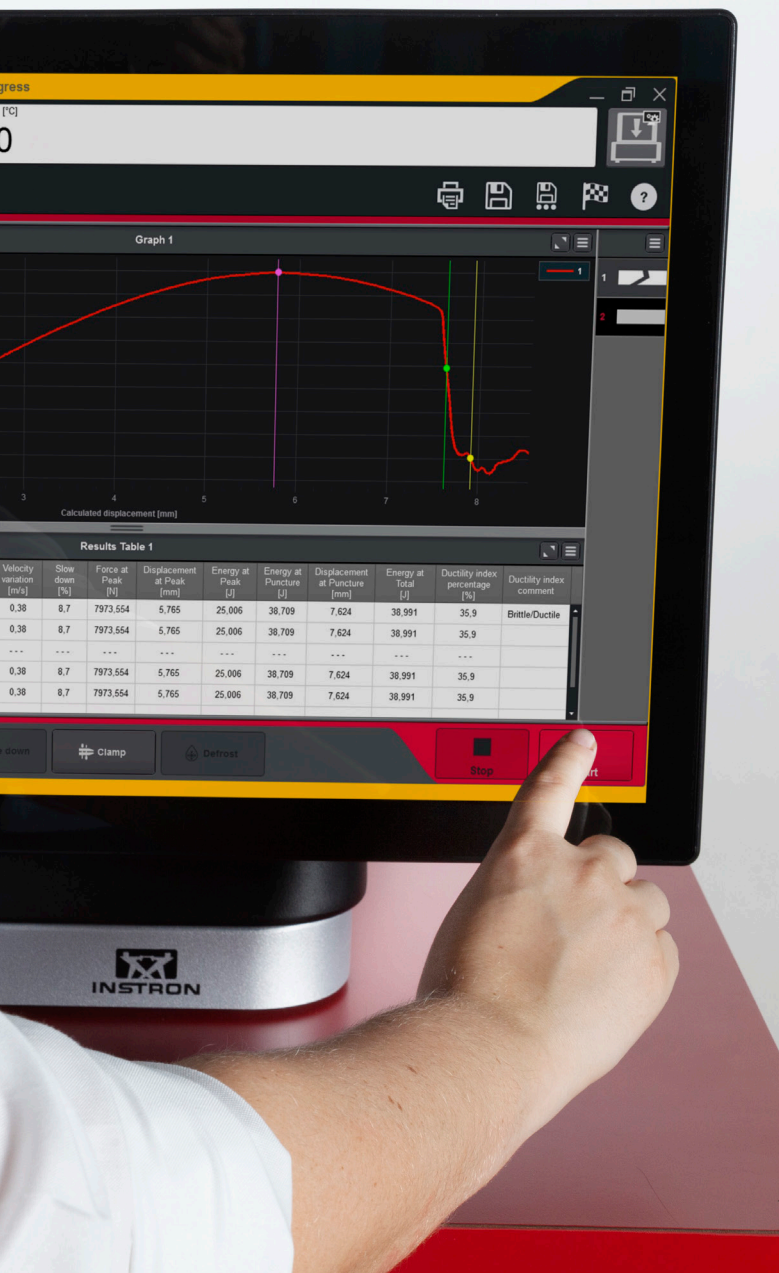 gress
[°C]
0
?
Graph 1
1
1
2
3 4 5 6 7 8
Calculated displacement [mm]
Results Table 1
Velocity variation [m/s] Slow down [%] Force at Peak [N] Displacement at Peak [mm] Energy at Peak [J] Energy at Puncture [J] Displacement at Puncture [mm] Energy at Total [J] Ductility index percentage [%] Ductility index comment
0,38 8,7 7973,554 5,765 25,006 38,709 7,624 38,991 35,9 Brittle/Ductile
0,38 8,7 7973,554 5,765 25,006 38,709 7,624 38,991 35,9
--- --- --- --- --- --- --- --- ---
0,38 8,7 7973,554 5,765 25,006 38,709 7,624 38,991 35,9
0,38 8,7 7973,554 5,765 25,006 38,709 7,624 38,991 35,9
down Clamp Defrost Stop rt
INSTRON